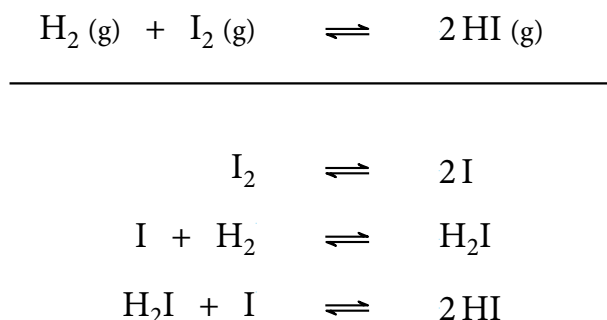 H₂ (g) + I₂ (g) ⇌ 2 HI (g)
I₂ ⇌ 2 I
I + H₂ ⇌ H₂I
H₂I + I ⇌ 2 HI